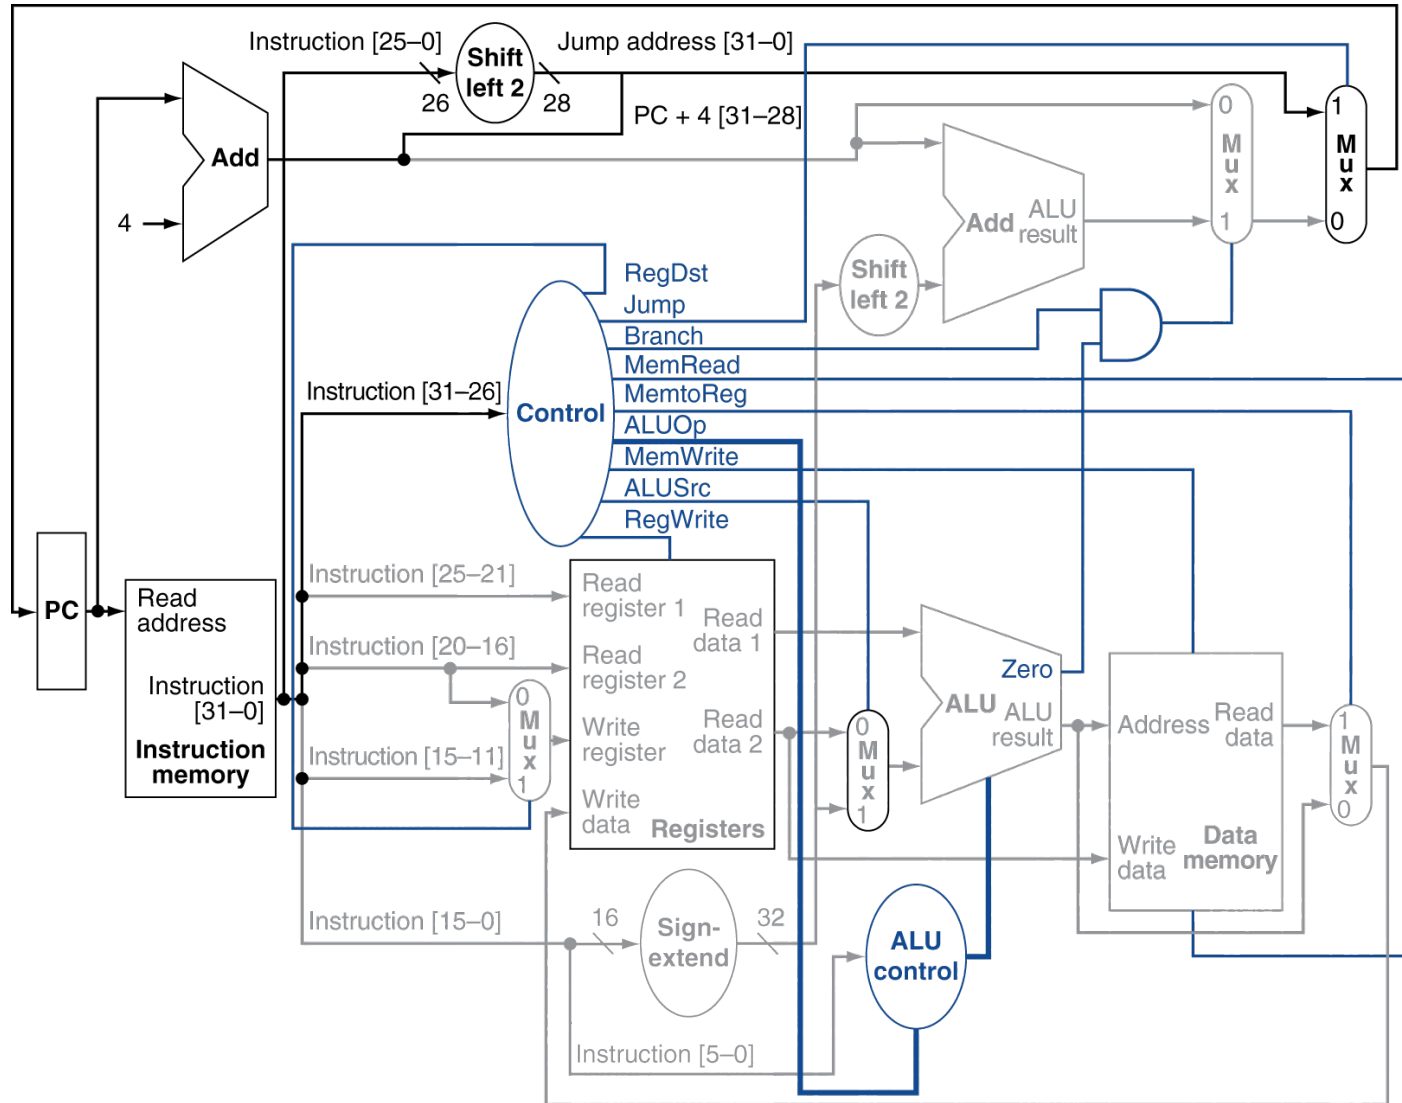 Instruction [25–0]
Shift
left 2
Jump address [31–0]
26
28
PC + 4 [31–28]
Add
4
0
M
u
x
1
1
M
u
x
0
Add
ALU
result
Shift
left 2
RegDst
Jump
Branch
MemRead
MemtoReg
ALUOp
MemWrite
ALUSrc
RegWrite
Instruction [31–26]
Control
PC
Read
address
Instruction
[31–0]
Instruction
memory
Instruction [25–21]
Instruction [20–16]
Instruction [15–11]
0
M
u
x
1
Read
register 1
Read
register 2
Write
register
Write
data
Read
data 1
Read
data 2
Registers
0
M
u
x
1
Zero
ALU
ALU
result
Address
Read
data
Write
data
Data
memory
1
M
u
x
0
Instruction [15–0]
16
Sign-
extend
32
ALU
control
Instruction [5–0]